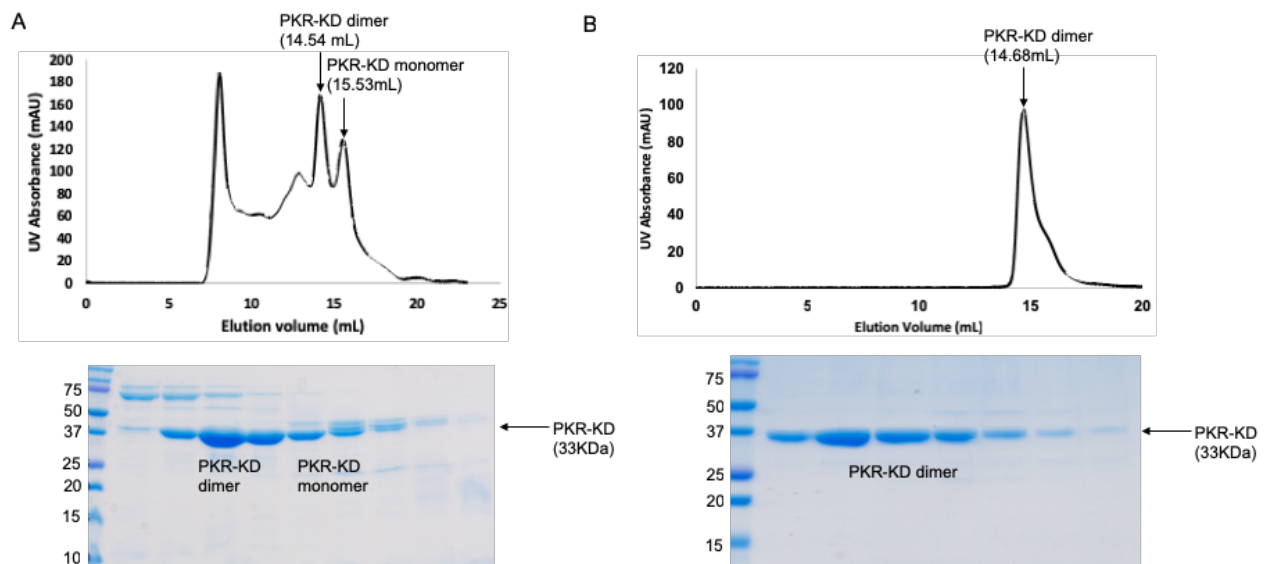 A
PKR-KD dimer
(14.54 mL)
PKR-KD monomer
(15.53mL)
UV Absorbance (mAU)
200
180
160
140
120
100
80
60
40
20
0
0 5 10 15 20 25
Elution volume (mL)
75
50
37
25
20
15
10
PKR-KD
dimer
PKR-KD
monomer
PKR-KD
(33KDa)
B
PKR-KD dimer
(14.68mL)
UV Absorbance (mAU)
120
100
80
60
40
20
0
0 5 10 15 20
Elution Volume (mL)
75
50
37
25
20
15
PKR-KD dimer
PKR-KD
(33KDa)